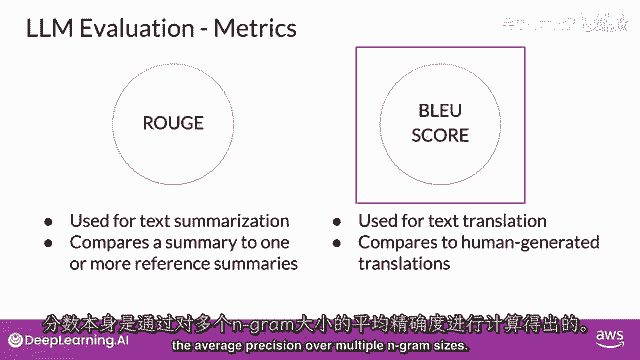 LLM Evaluation - Metrics
ROUGE
BLEU
SCORE
• Used for text summarization
• Compares a summary to one
or more reference summaries
• Used for text translation
• Compares to human-generated
translations
分数本身是通过对多个n-gram大小的平均精确度进行计算得出的。
the average precision over multiple n-gram sizes.
DeepLearning.AI
aws